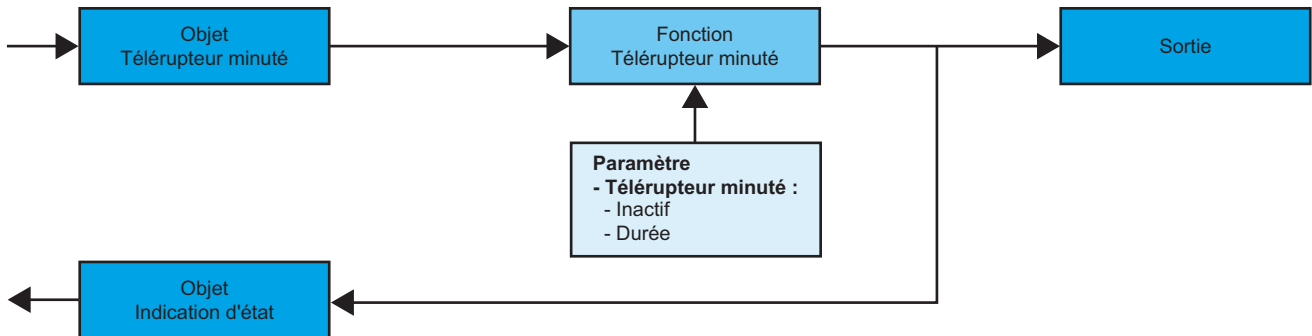 Objet
Télérupteur minuté
Fonction
Télérupteur minuté
Sortie
Paramètre
- Télérupteur minuté :
- Inactif
- Durée
Objet
Indication d'état